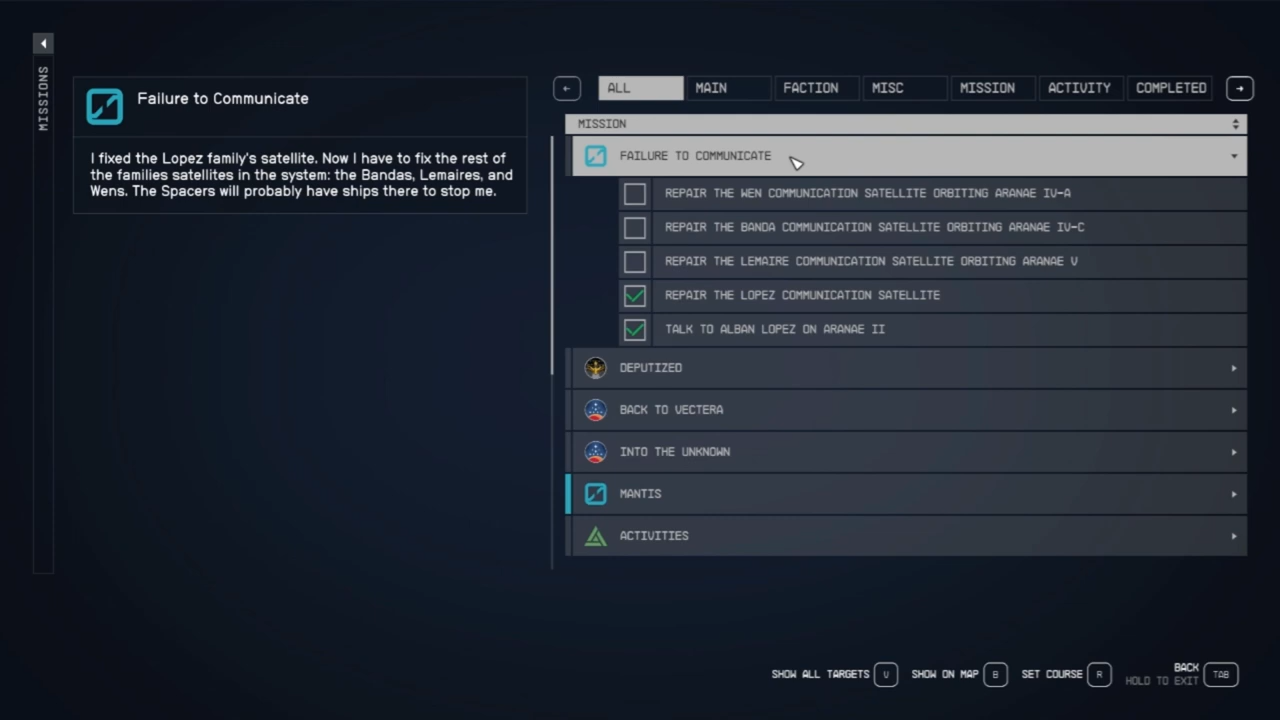 MISSIONS
Failure to Communicate
I fixed the Lopez family's satellite. Now I have to fix the rest of
the families satellites in the system: the Bandas, Lemaires, and
Wens. The Spacers will probably have ships there to stop me.
ALL MAIN FACTION MISC MISSION ACTIVITY COMPLETED
MISSION
FAILURE TO COMMUNICATE
REPAIR THE WEN COMMUNICATION SATELLITE ORBITING ARANAE IV-A
REPAIR THE BANDA COMMUNICATION SATELLITE ORBITING ARANAE IV-C
REPAIR THE LEMAIRE COMMUNICATION SATELLITE ORBITING ARANAE V
REPAIR THE LOPEZ COMMUNICATION SATELLITE
TALK TO ALBAN LOPEZ ON ARANAE II
DEPUTIZED
BACK TO VECTERA
INTO THE UNKNOWN
MANTIS
ACTIVITIES
SHOW ALL TARGETS V SHOW ON MAP B SET COURSE R BACK TAB
HOLD TO EXIT